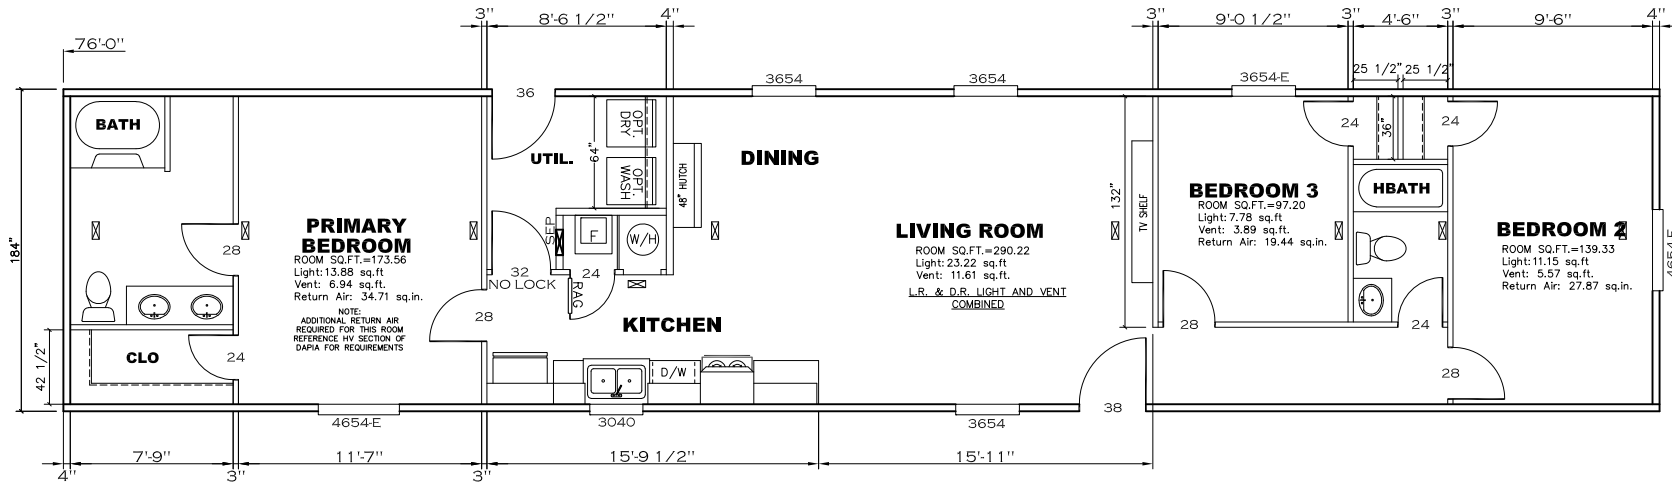 3"
8'-6 1/2"
4"
3"
9'-0 1/2"
3"
4'-6"
3"
9'-6"
4"
76'-0"
25 1/2"
25 1/2"
3654
3654
3654-E
36
BATH
OPT.
DRY
UTIL.
64"
OPT.
WASH
48" HUTCH
DINING
132"
TV SHELF
24
36"
24
BEDROOM 3
ROOM SQ.FT.=97.20
Light: 7.78 sq.ft
Vent: 3.89 sq.ft.
Return Air: 19.44 sq.in.
HBATH
184"
PRIMARY
BEDROOM
ROOM SQ.FT.=173.56
Light: 13.88 sq.ft
Vent: 6.94 sq.ft.
Return Air: 34.71 sq.in.
NOTE:
ADDITIONAL RETURN AIR
REQUIRED FOR THIS ROOM
REFERENCE HV SECTION OF
DAPIA FOR REQUIREMENTS
28
SEP
F
W/H
32
NO LOCK
24
RAG
LIVING ROOM
ROOM SQ.FT.=290.22
Light: 23.22 sq.ft
Vent: 11.61 sq.ft.
L.R. & D.R. LIGHT AND VENT
COMBINED
BEDROOM 2
ROOM SQ.FT.=139.33
Light: 11.15 sq.ft
Vent: 5.57 sq.ft.
Return Air: 27.87 sq.in.
4654-E
28
KITCHEN
28
24
42 1/2"
CLO
24
D/W
28
4654-E
3040
3654
38
4"
7'-9"
3"
11'-7"
3"
15'-9 1/2"
15'-11"